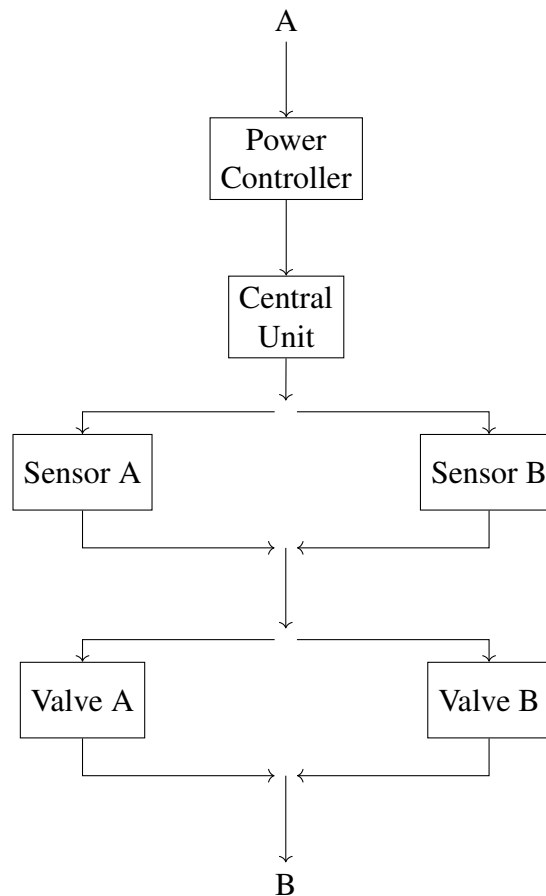 A
Power
Controller
Central
Unit
Sensor A
Sensor B
Valve A
Valve B
B